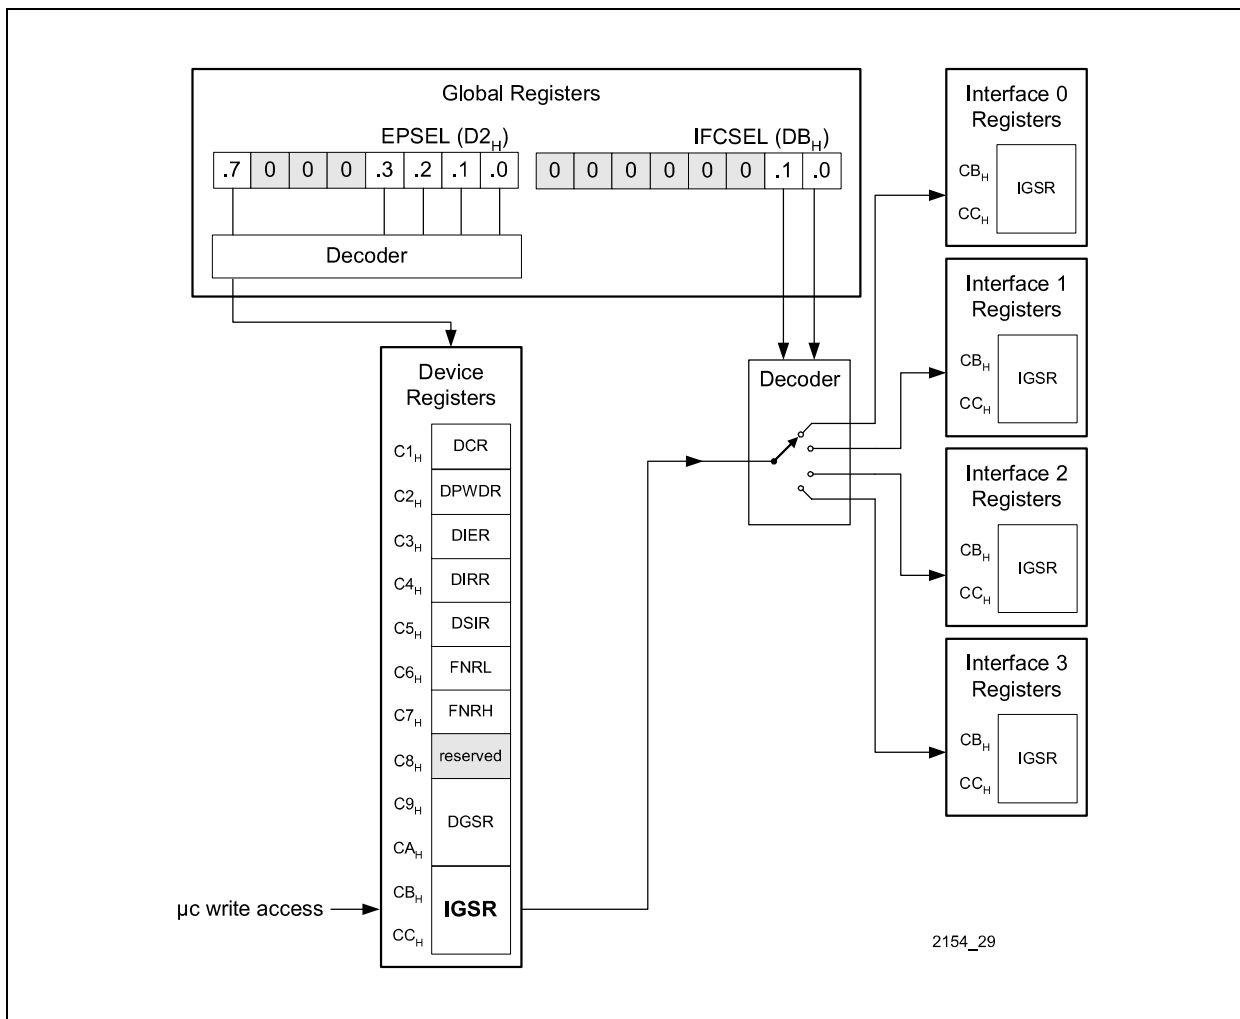 Global Registers
EPSEL (D2H)
IFCSEL (DBH)
.7 0 0 0 .3 .2 .1 .0
0 0 0 0 0 0 .1 .0
Decoder
Device
Registers
C1H DCR
C2H DPWDR
C3H DIER
C4H DIRR
C5H DSIR
C6H FNRL
C7H FNRH
C8H reserved
C9H
DGSR
CAH
CBH
µc write access
IGSR
CCH
Decoder
Interface 0
Registers
CBH
IGSR
CCH
Interface 1
Registers
CBH
IGSR
CCH
Interface 2
Registers
CBH
IGSR
CCH
Interface 3
Registers
CBH
IGSR
CCH
2154_29